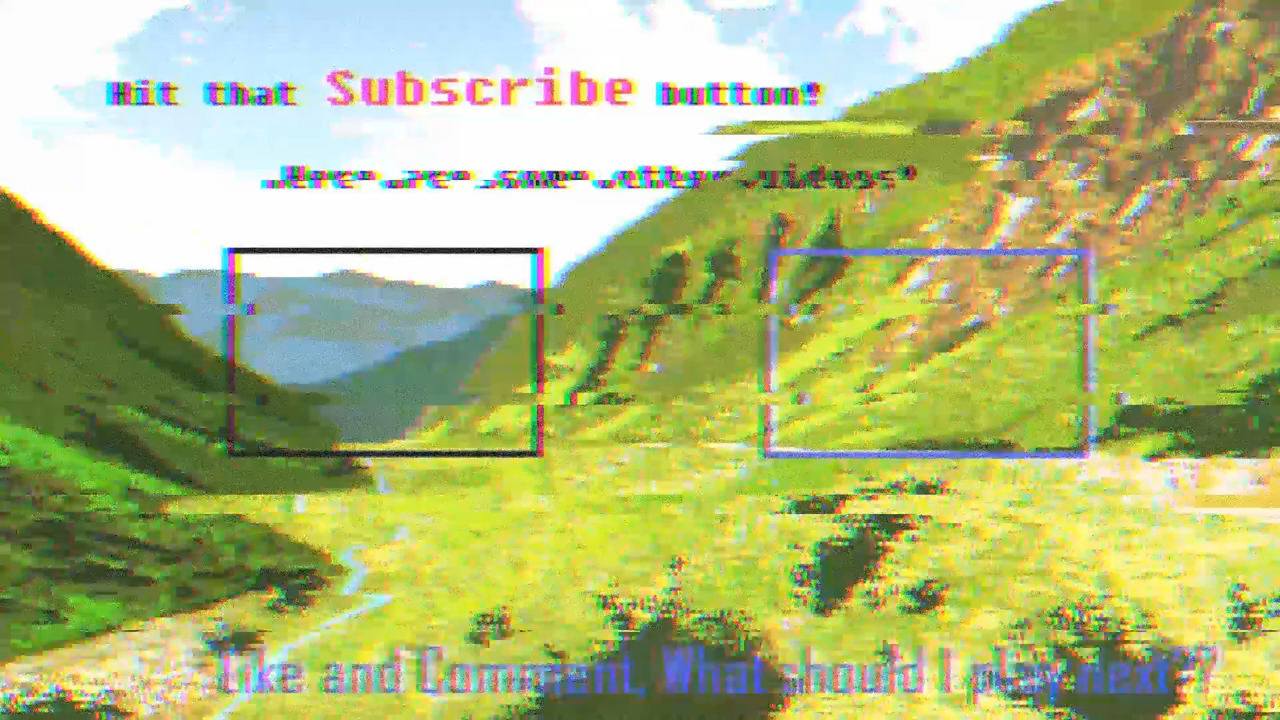 Hit that Subscribe button!
Here are some other videos!
Like and Comment, What should I play Next??